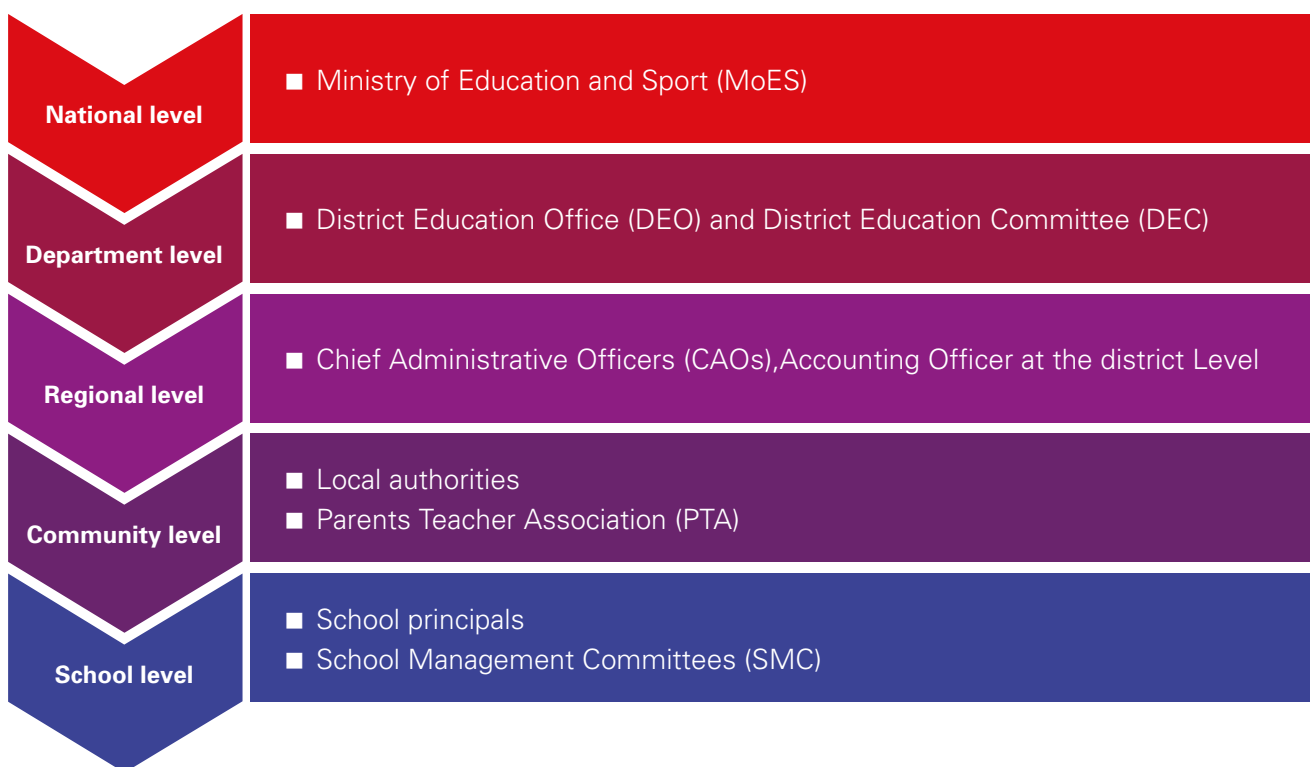 National level
■ Ministry of Education and Sport (MoES)
Department level
■ District Education Office (DEO) and District Education Committee (DEC)
Regional level
■ Chief Administrative Officers (CAOs),Accounting Officer at the district Level
Community level
■ Local authorities
■ Parents Teacher Association (PTA)
School level
■ School principals
■ School Management Committees (SMC)